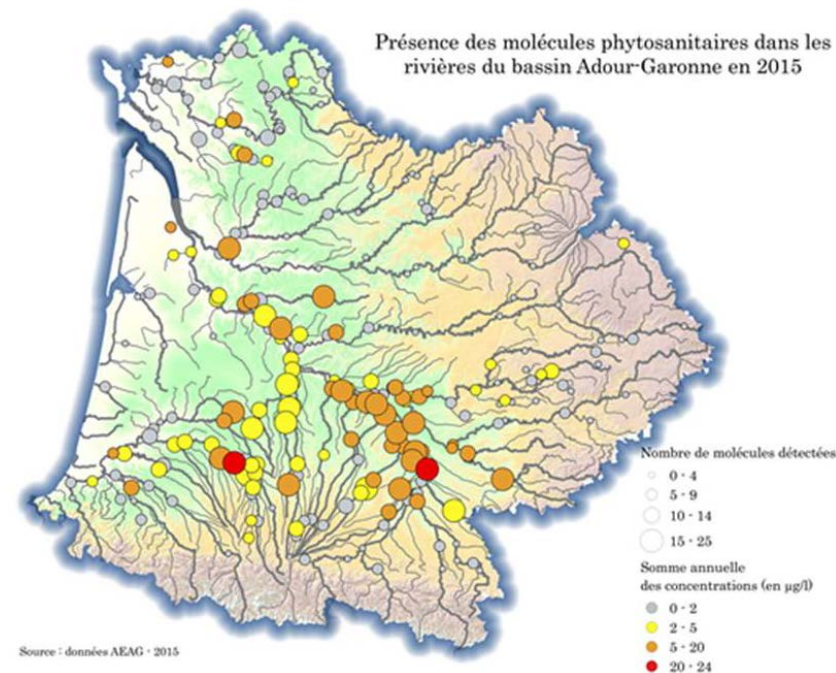 Présence des molécules phytosanitaires dans les
rivières du bassin Adour-Garonne en 2015
Nombre de molécules détectées
0 - 4
5 - 9
10 - 14
15 - 25
Somme annuelle
des concentrations (en µg/l)
0 - 2
2 - 5
5 - 20
20 - 24
Source : données AEAG - 2015